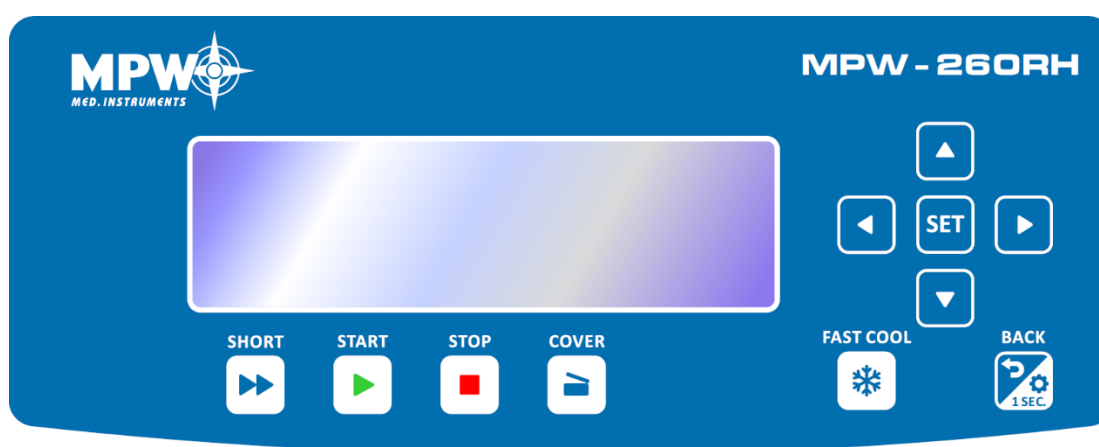 MPW
MED. INSTRUMENTS
MPW - 260RH
SET
SHORT
START
STOP
COVER
FAST COOL
BACK
1 SEC.